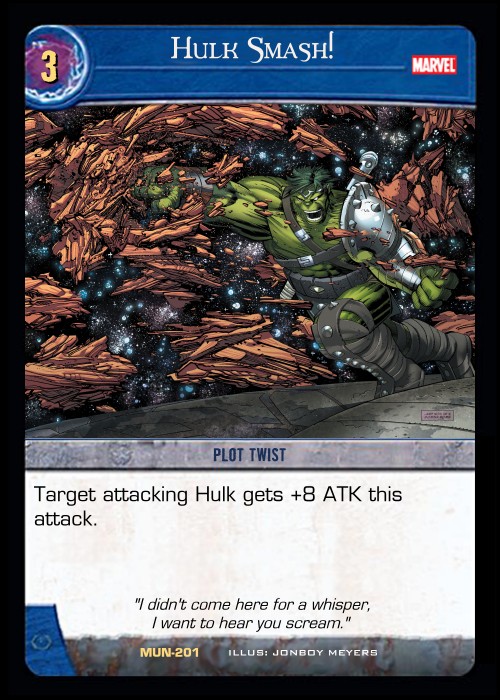 3
Hulk Smash!
MARVEL
PLOT TWIST
Target attacking Hulk gets +8 ATK this
attack.
"I didn't come here for a whisper,
I want to hear you scream."
MUN-201 ILLUS: JONBOY MEYERS